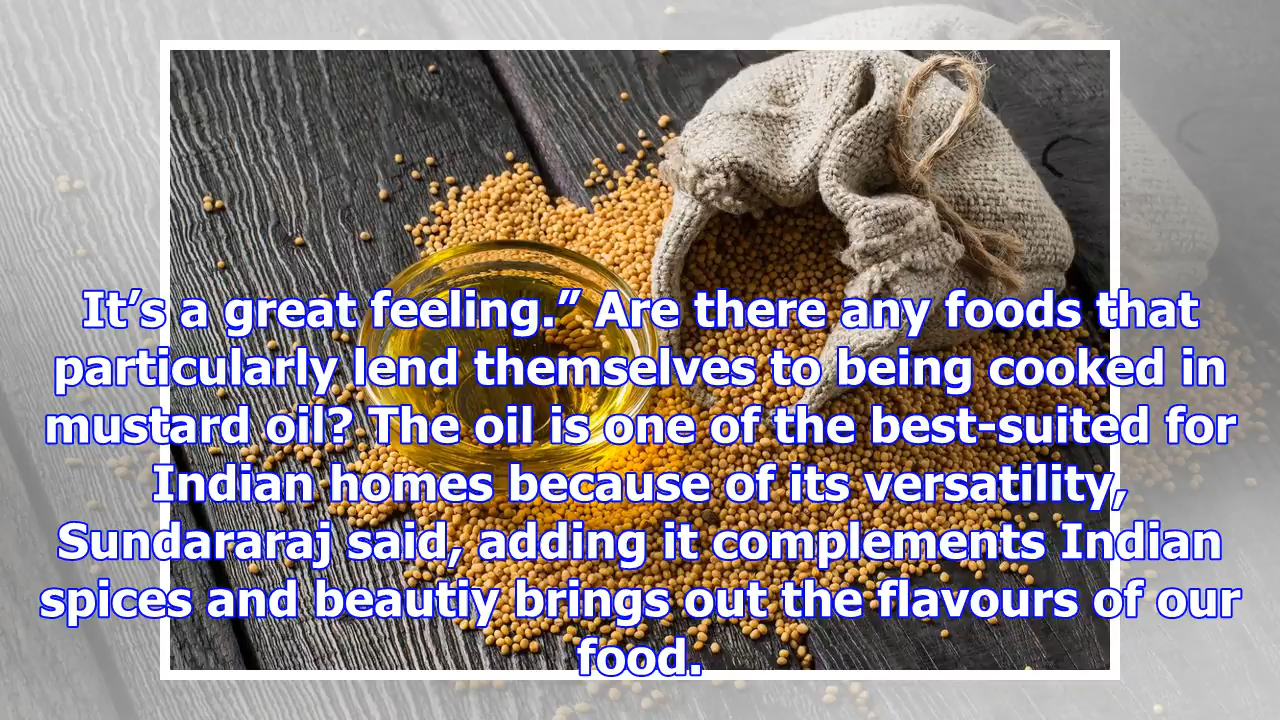 It’s a great feeling.” Are there any foods that
particularly lend themselves to being cooked in
mustard oil? The oil is one of the best-suited for
Indian homes because of its versatility,
Sundararaj said, adding it complements Indian
spices and beautiy brings out the flavours of our
food.